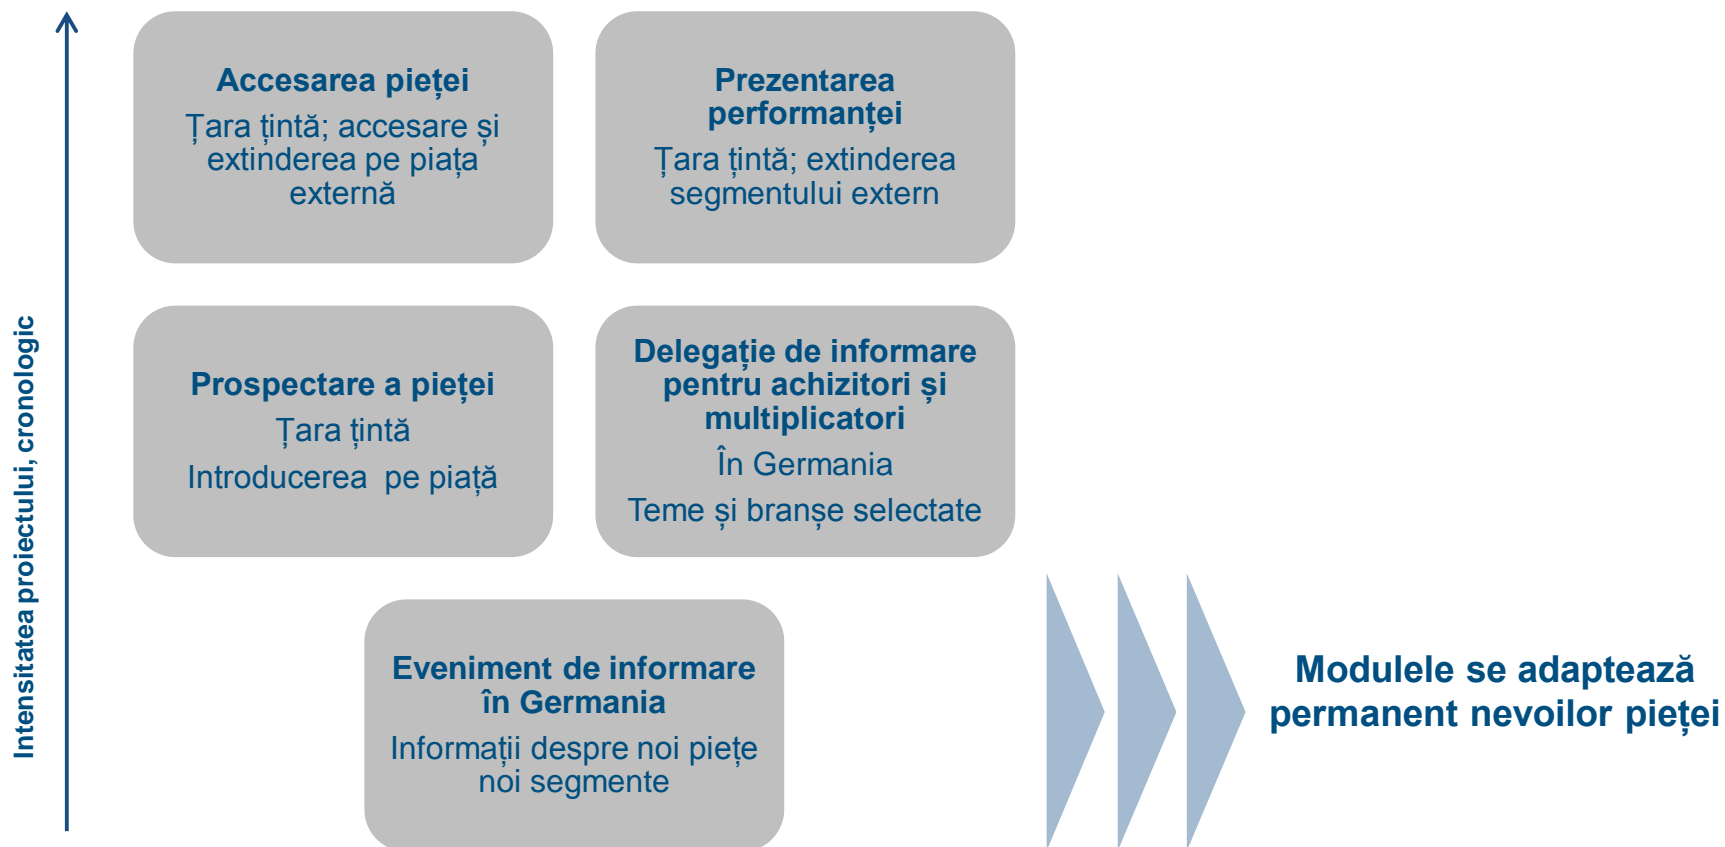 Intensitatea proiectului, cronologic
Accesarea pieței
Țara țintă; accesare și
extinderea pe piața
externă
Prezentarea
performanței
Țara țintă; extinderea
segmentului extern
Prospectare a pieței
Țara țintă
Introducerea  pe piață
Delegație de informare
pentru achizitori și
multiplicatori
În Germania
Teme și branșe selectate
Eveniment de informare
în Germania
Informații despre noi piețe
noi segmente
Modulele se adaptează
permanent nevoilor pieței